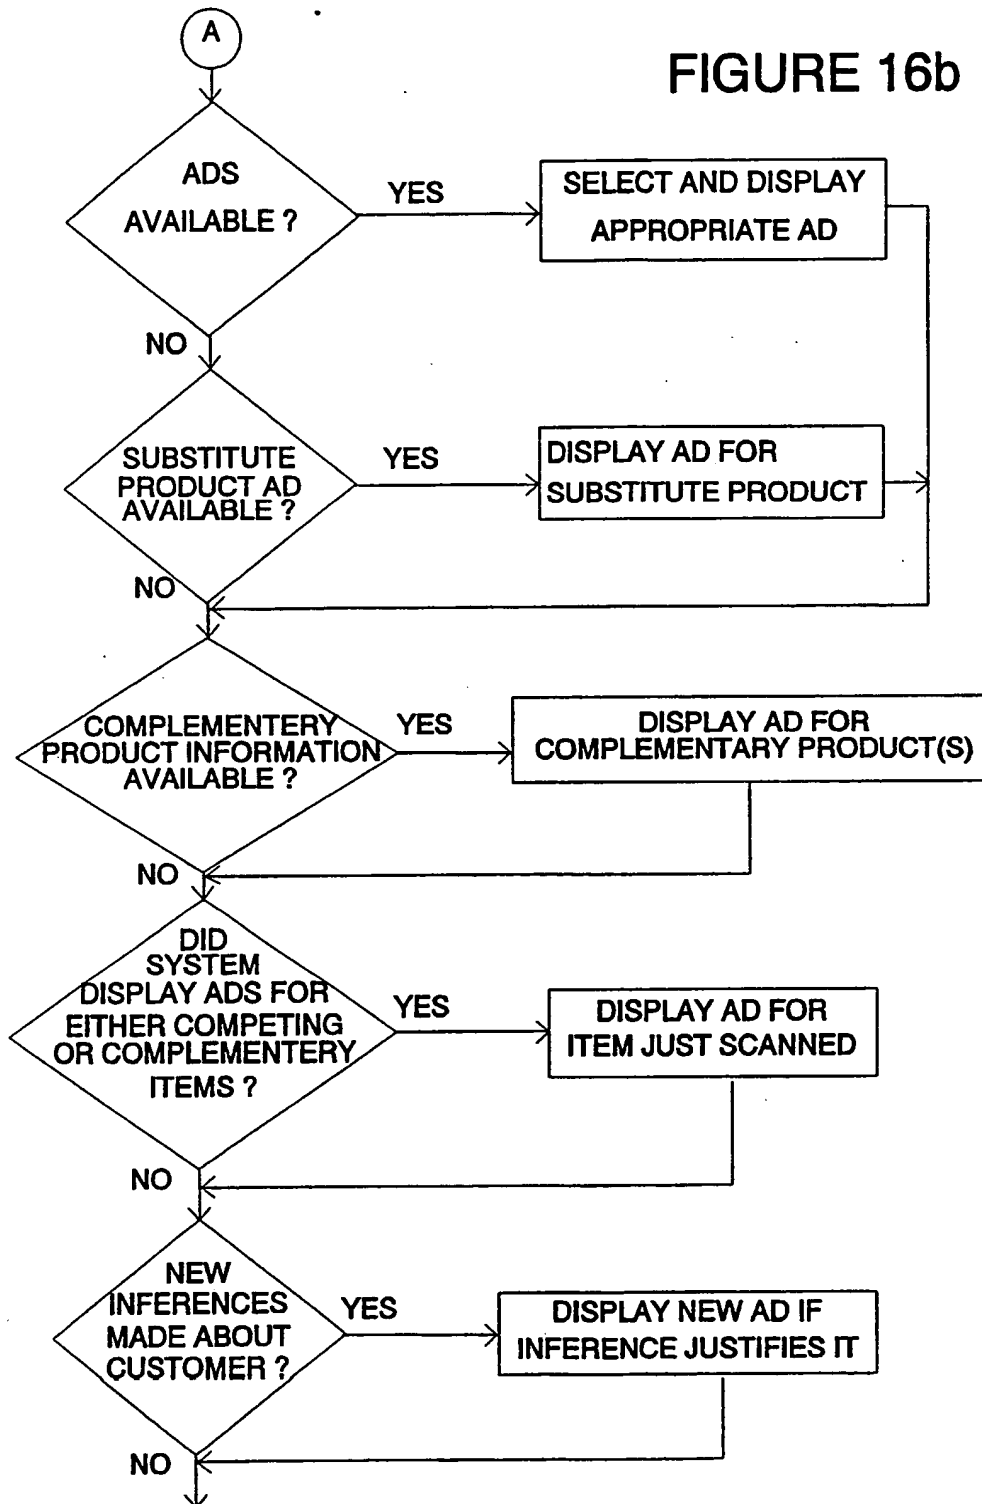 A
FIGURE 16b
ADS
AVAILABLE ?
YES
SELECT AND DISPLAY
APPROPRIATE AD
NO
SUBSTITUTE
PRODUCT AD
AVAILABLE ?
YES
DISPLAY AD FOR
SUBSTITUTE PRODUCT
NO
COMPLEMENTERY
PRODUCT INFORMATION
AVAILABLE ?
YES
DISPLAY AD FOR
COMPLEMENTARY PRODUCT(S)
NO
DID
SYSTEM
DISPLAY ADS FOR
EITHER COMPETING
OR COMPLEMENTERY
ITEMS ?
YES
DISPLAY AD FOR
ITEM JUST SCANNED
NO
NEW
INFERENCES
MADE ABOUT
CUSTOMER ?
YES
DISPLAY NEW AD IF
INFERENCE JUSTIFIES IT
NO